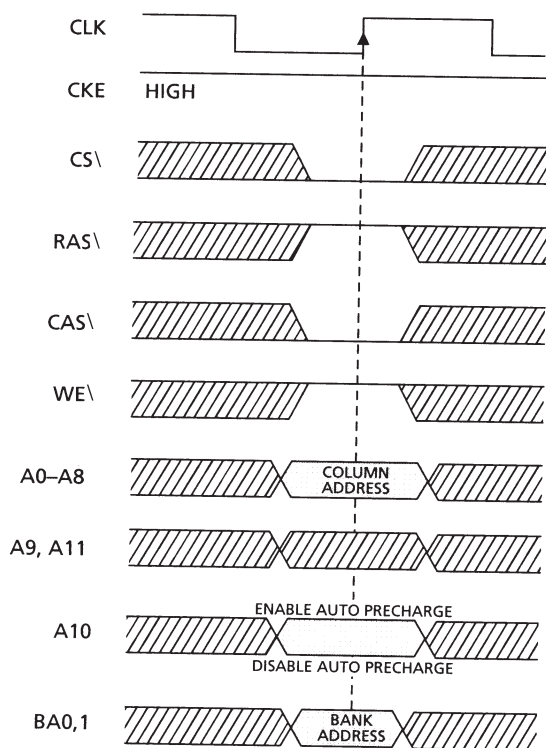 CLK
CKE HIGH
CS\
RAS\
CAS\
WE\
A0–A8 COLUMN
ADDRESS
A9, A11
ENABLE AUTO PRECHARGE
A10
DISABLE AUTO PRECHARGE
BA0,1 BANK
ADDRESS